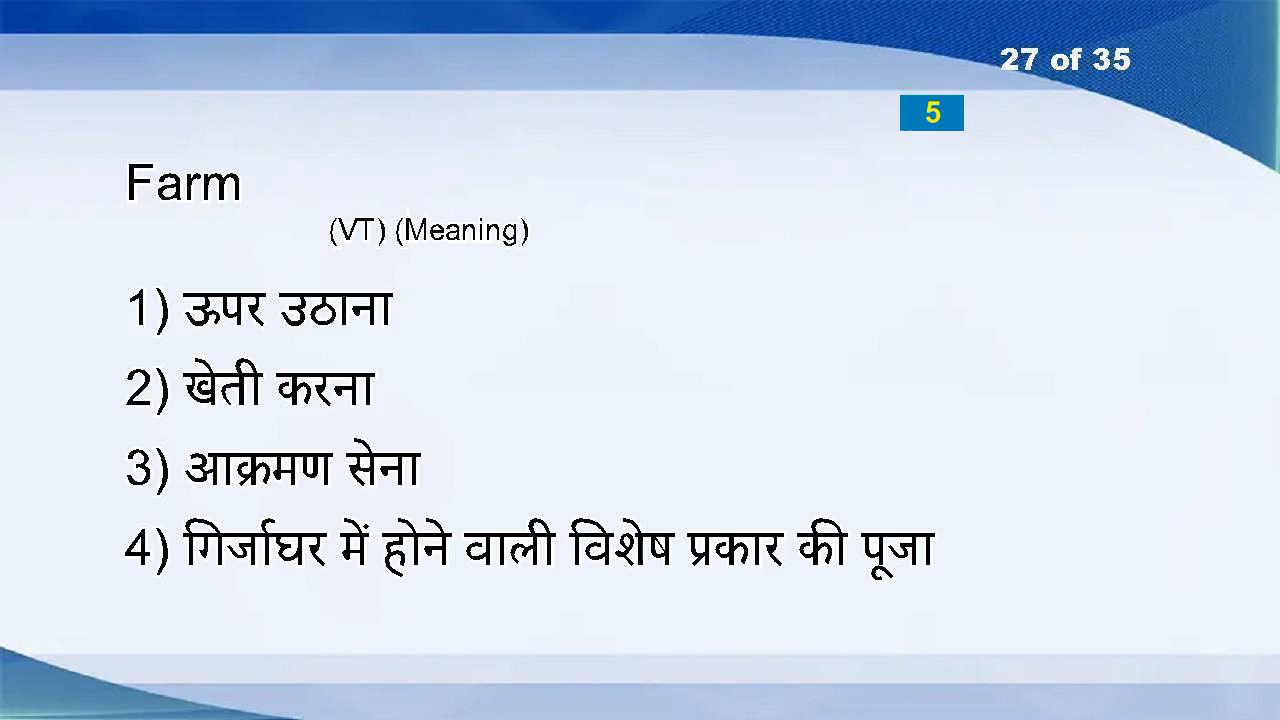 27 of 35
5
Farm
(VT) (Meaning)
1) ऊपर उठाना
2) खेती करना
3) आक्रमण सेना
4) गिर्जाघर में होने वाली विशेष प्रकार की पूजा